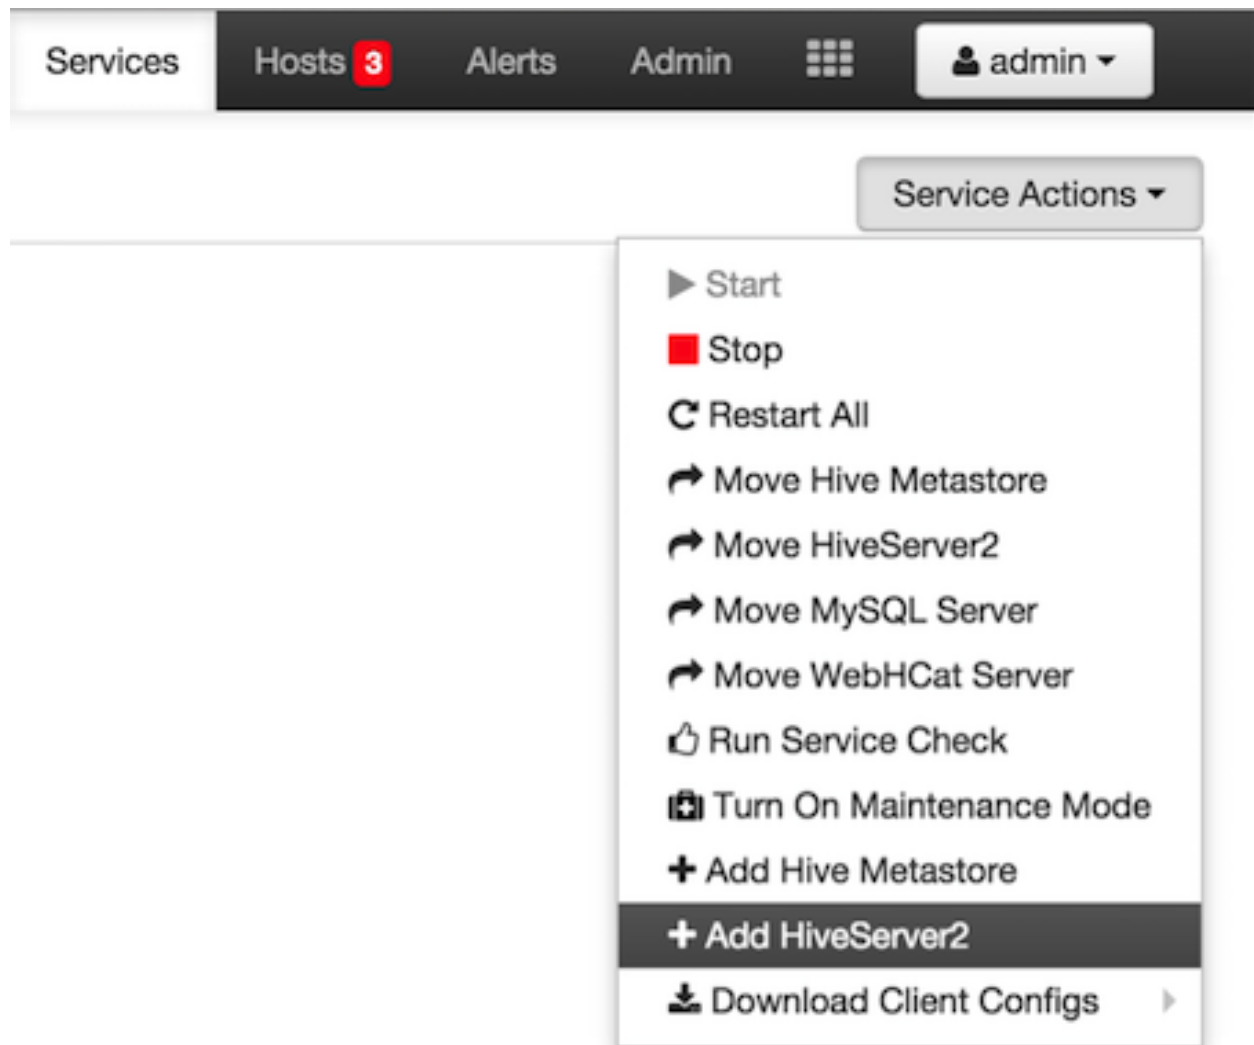 Services Hosts 3 Alerts Admin admin
Service Actions
Start
Stop
Restart All
Move Hive Metastore
Move HiveServer2
Move MySQL Server
Move WebHCat Server
Run Service Check
Turn On Maintenance Mode
Add Hive Metastore
Add HiveServer2
Download Client Configs